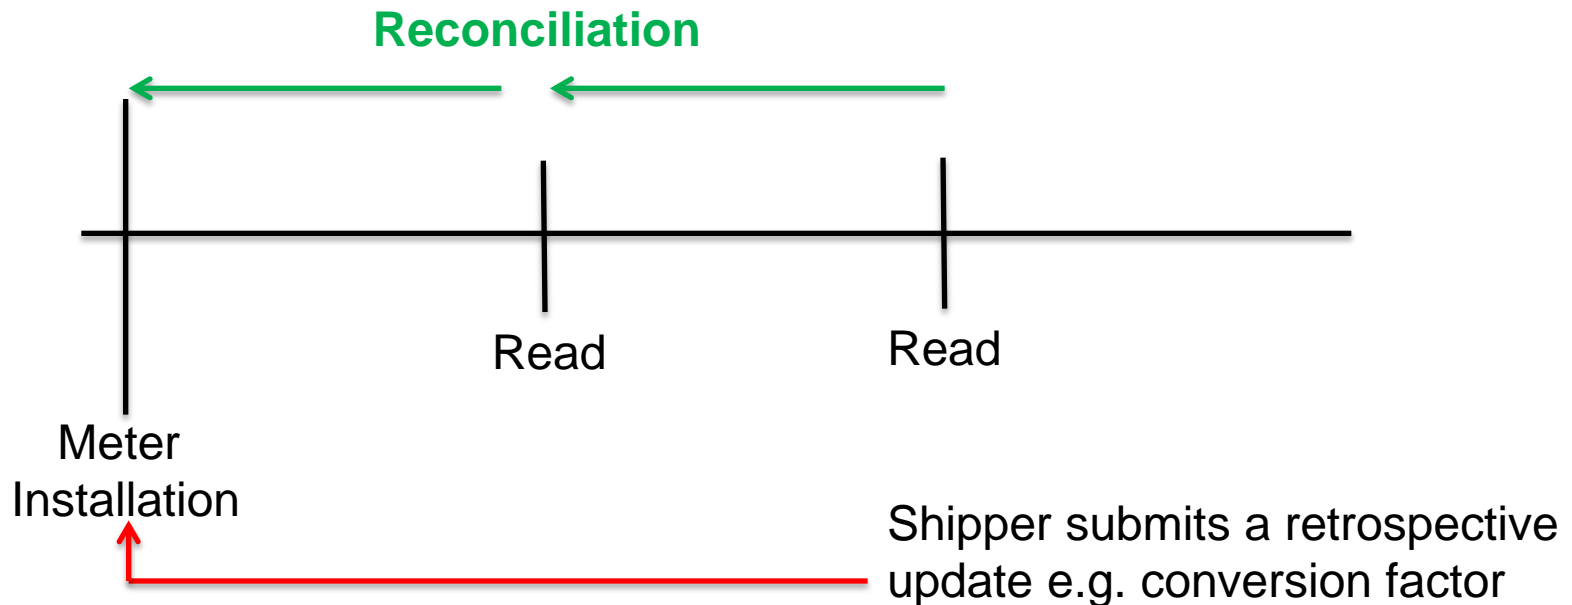 Reconciliation
Read
Read
Meter
Installation
Shipper submits a retrospective
update e.g. conversion factor